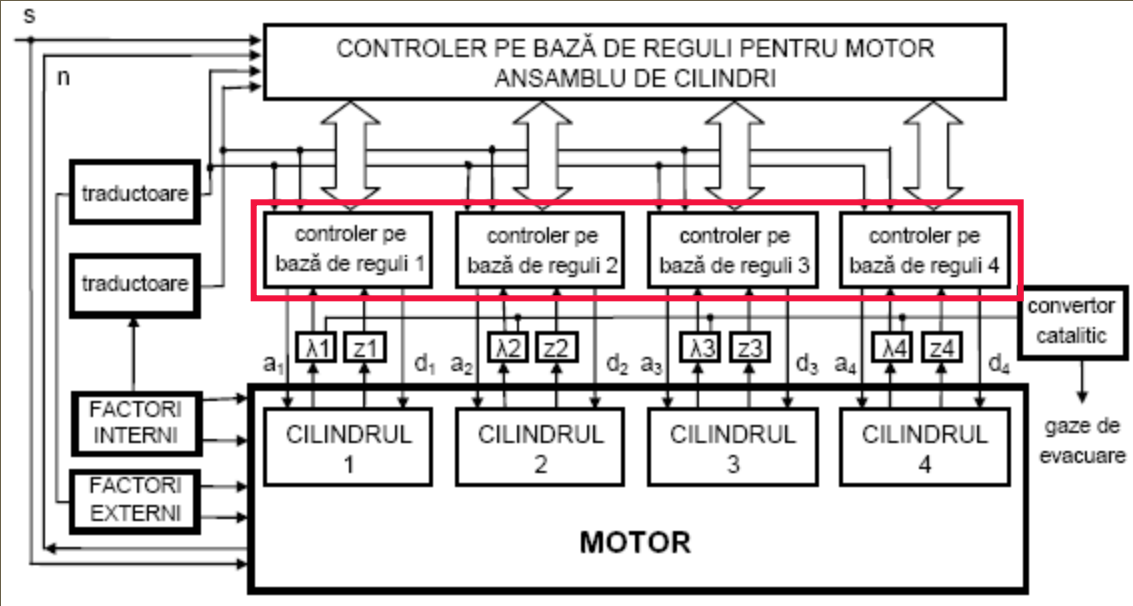 s
CONTROLER PE BAZĂ DE REGULI PENTRU MOTOR
ANSAMBLU DE CILINDRI
n
traductoare
traductoare
controler pe
bază de reguli 1
controler pe
bază de reguli 2
controler pe
bază de reguli 3
controler pe
bază de reguli 4
convertor
catalitic
λ1
z1
λ2
z2
λ3
z3
λ4
z4
a₁
d₁
a₂
d₂
a₃
d₃
a₄
d₄
FACTORI
INTERNI
CILINDRUL
1
CILINDRUL
2
CILINDRUL
3
CILINDRUL
4
gaze de
evacuare
FACTORI
EXTERNI
MOTOR